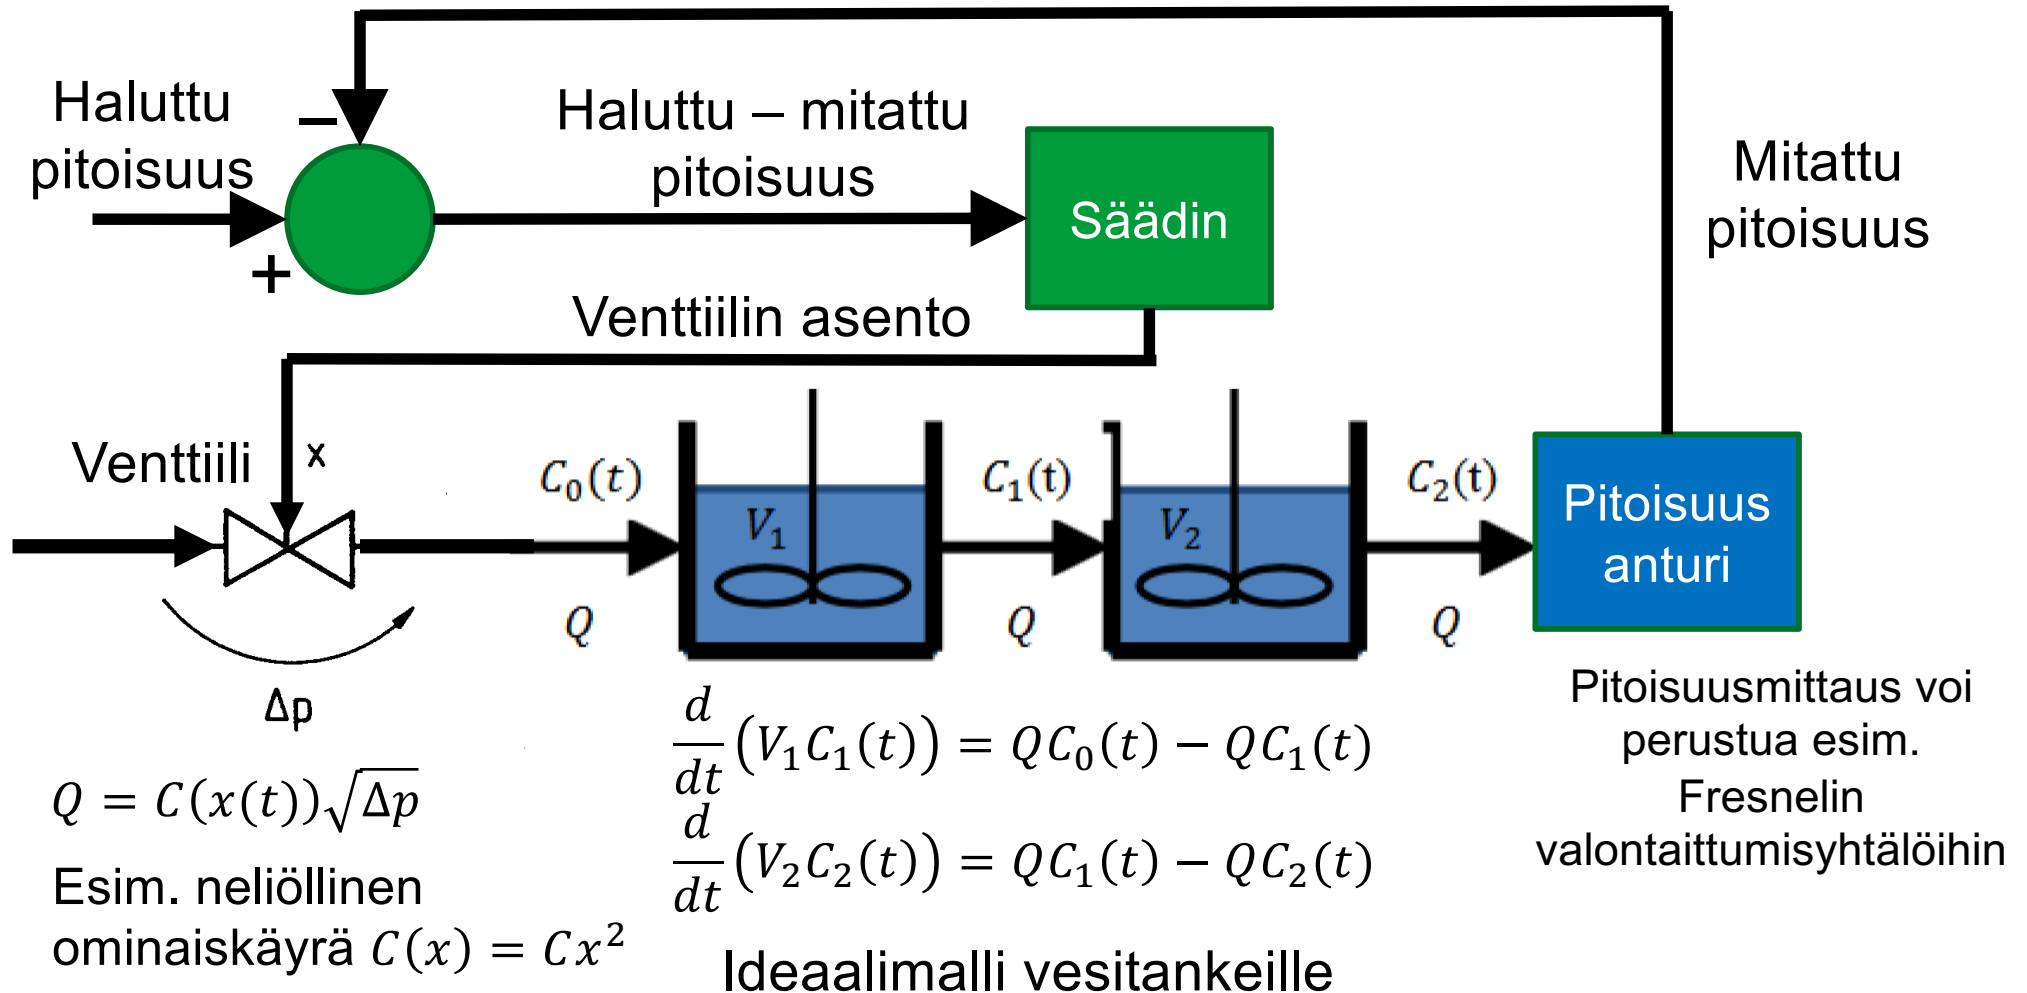 Haluttu
pitoisuus
–
+
Haluttu – mitattu
pitoisuus
Säädin
Mitattu
pitoisuus
Venttiilin asento
Venttiili
x
Δp
C₀(t)
Q
V₁
C₁(t)
Q
V₂
C₂(t)
Q
Pitoisuus
anturi
Q = C(x(t))√Δp
Esim. neliöllinen
ominaiskäyrä C(x) = Cx²
d/dt (V₁C₁(t)) = QC₀(t) − QC₁(t)
d/dt (V₂C₂(t)) = QC₁(t) − QC₂(t)
Ideaalimalli vesitankeille
Pitoisuusmittaus voi
perustua esim.
Fresnelin
valontaittumisyhtälöihin